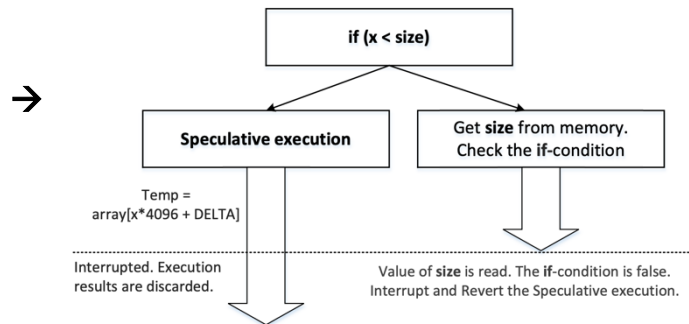 if (x < size)
Speculative execution
Get size from memory.
Check the if-condition
Temp =
array[x*4096 + DELTA]
Interrupted. Execution
results are discarded.
Value of size is read. The if-condition is false.
Interrupt and Revert the Speculative execution.